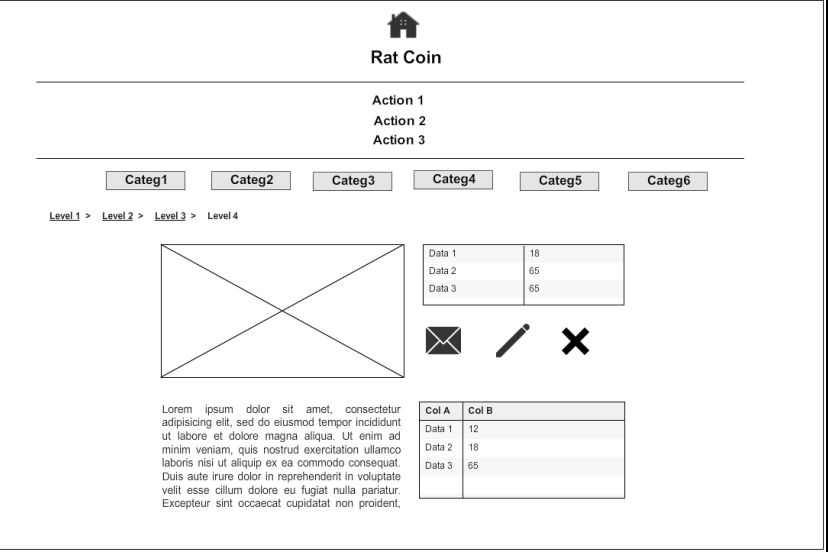 Rat Coin
Action 1
Action 2
Action 3
Categ1 Categ2 Categ3 Categ4 Categ5 Categ6
Level 1 > Level 2 > Level 3 > Level 4
Data 1 18
Data 2 65
Data 3 65
Lorem ipsum dolor sit amet, consectetur
adipisicing elit, sed do eiusmod tempor incididunt
ut labore et dolore magna aliqua. Ut enim ad
minim veniam, quis nostrud exercitation ullamco
laboris nisi ut aliquip ex ea commodo consequat.
Duis aute irure dolor in reprehenderit in voluptate
velit esse cillum dolore eu fugiat nulla pariatur.
Excepteur sint occaecat cupidatat non proident,
Col A Col B
Data 1 12
Data 2 18
Data 3 65